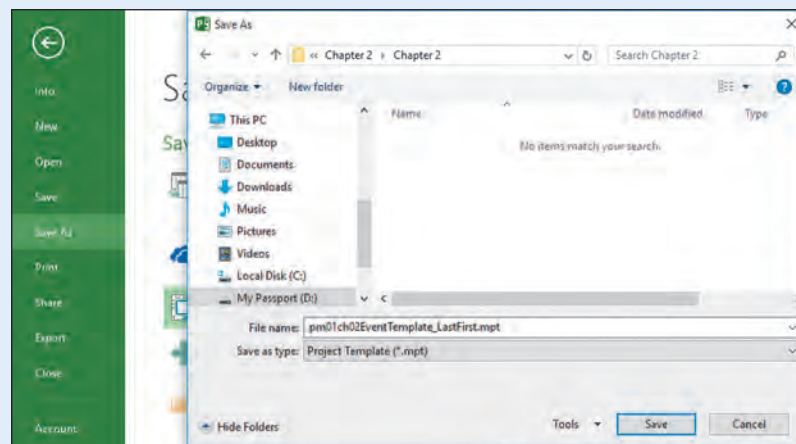 Save As
« Chapter 2 › Chapter 2
Search Chapter 2
Organize
New folder
Info
New
Open
Save
Save As
Print
Share
Export
Close
Account
Sa
Sav
This PC
Desktop
Documents
Downloads
Music
Pictures
Videos
Local Disk (C:)
My Passport (D:)
Name
Date modified
Type
No items match your search.
File name: pm01ch02EventTemplate_LastFirst.mpt
Save as type: Project Template (*.mpt)
Hide Folders
Tools
Save
Cancel